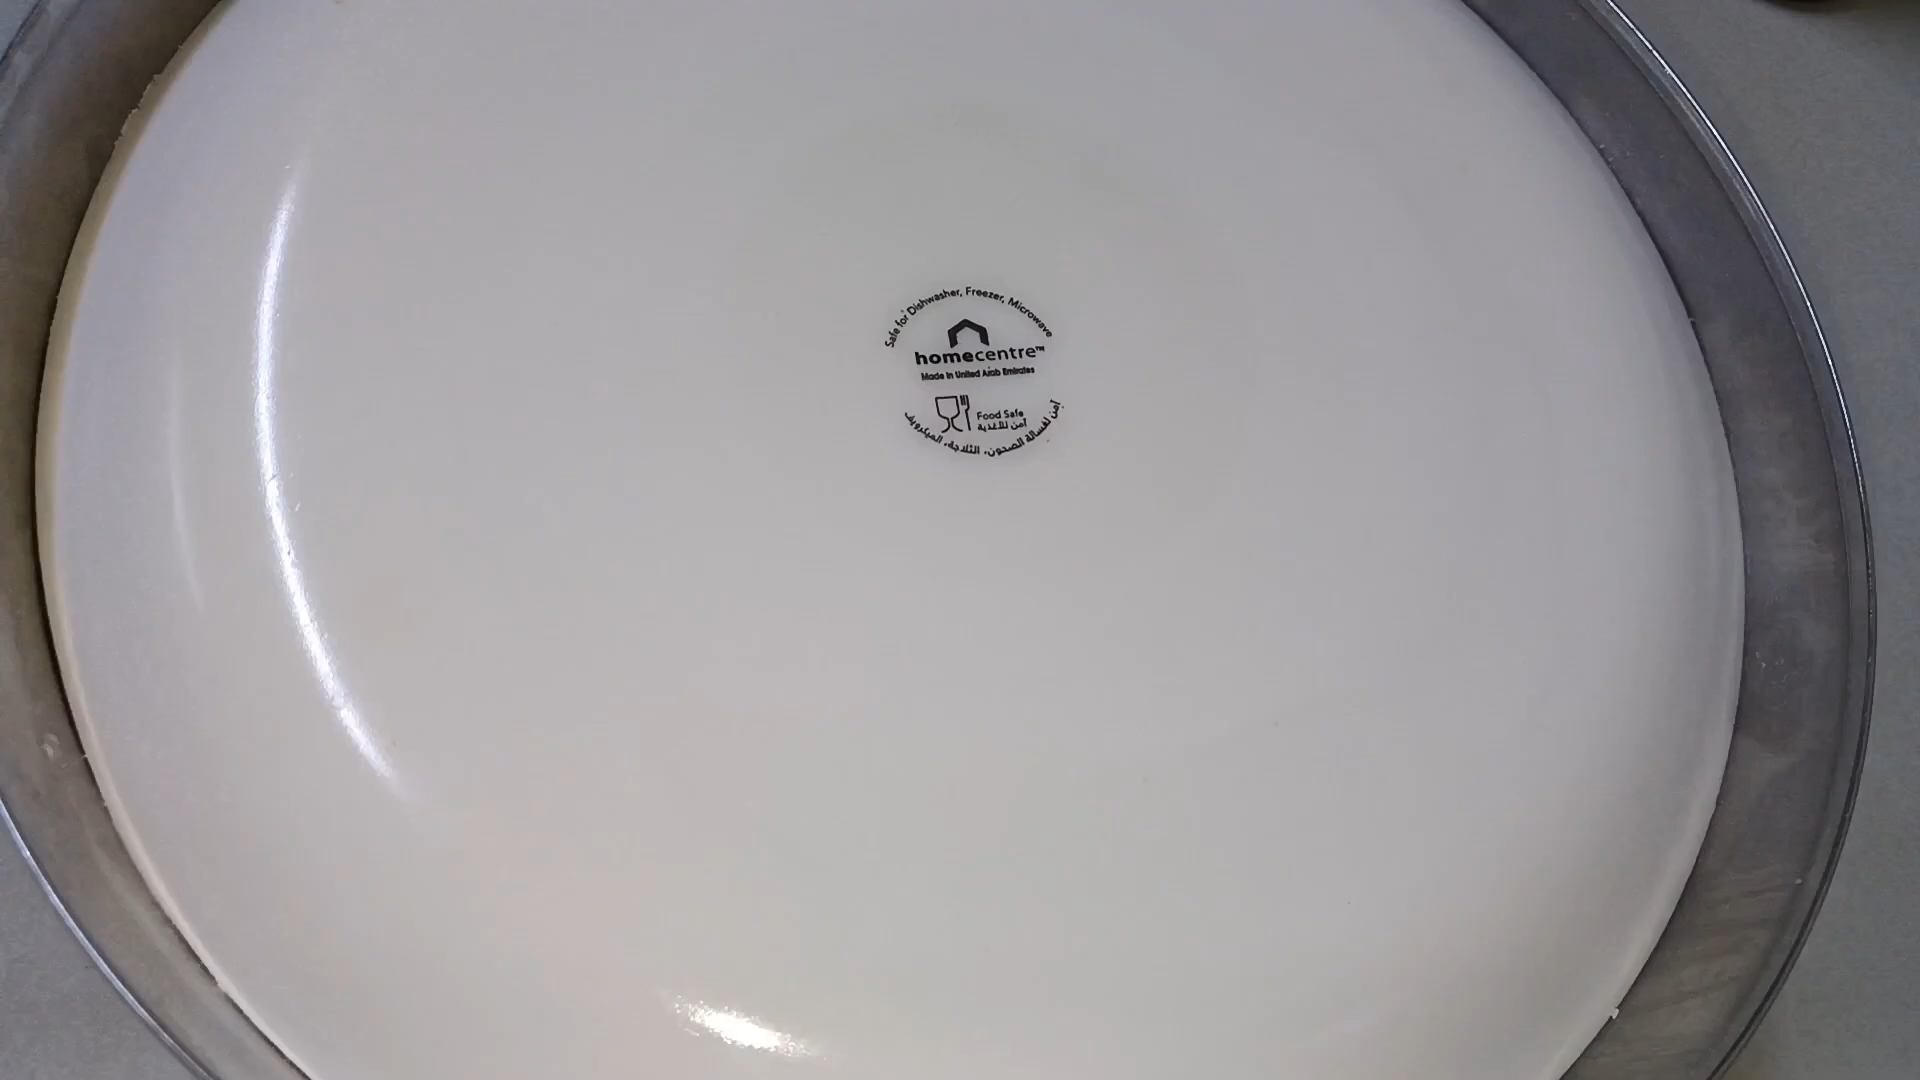 Safe for Dishwasher, Freezer, Microwave
homecentre™
Made in United Arab Emirates
Food Safe
آمن للأغذية
آمن لغسالة الصحون، الثلاجة، الميكرويف